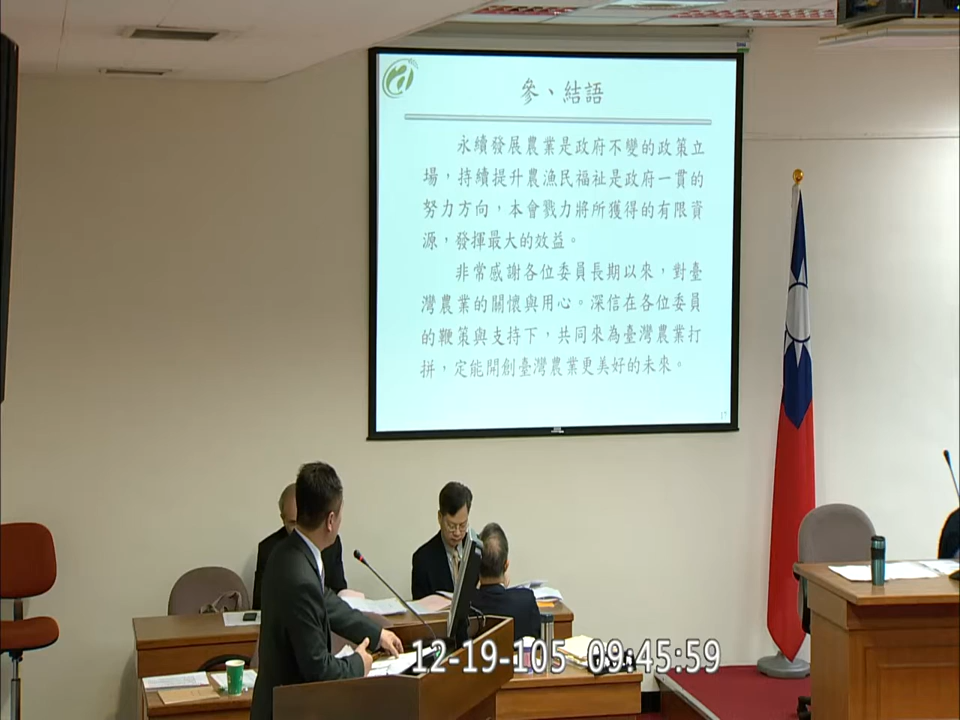 參、結語
永續發展農業是政府不變的政策立
場，持續提升農漁民福祉是政府一貫的
努力方向，本會戮力將所獲得的有限資
源，發揮最大的效益。
非常感謝各位委員長期以來，對臺
灣農業的關懷與用心。深信在各位委員
的鞭策與支持下，共同來為臺灣農業打
拼，定能開創臺灣農業更美好的未來。
12-19-105 09:45:59